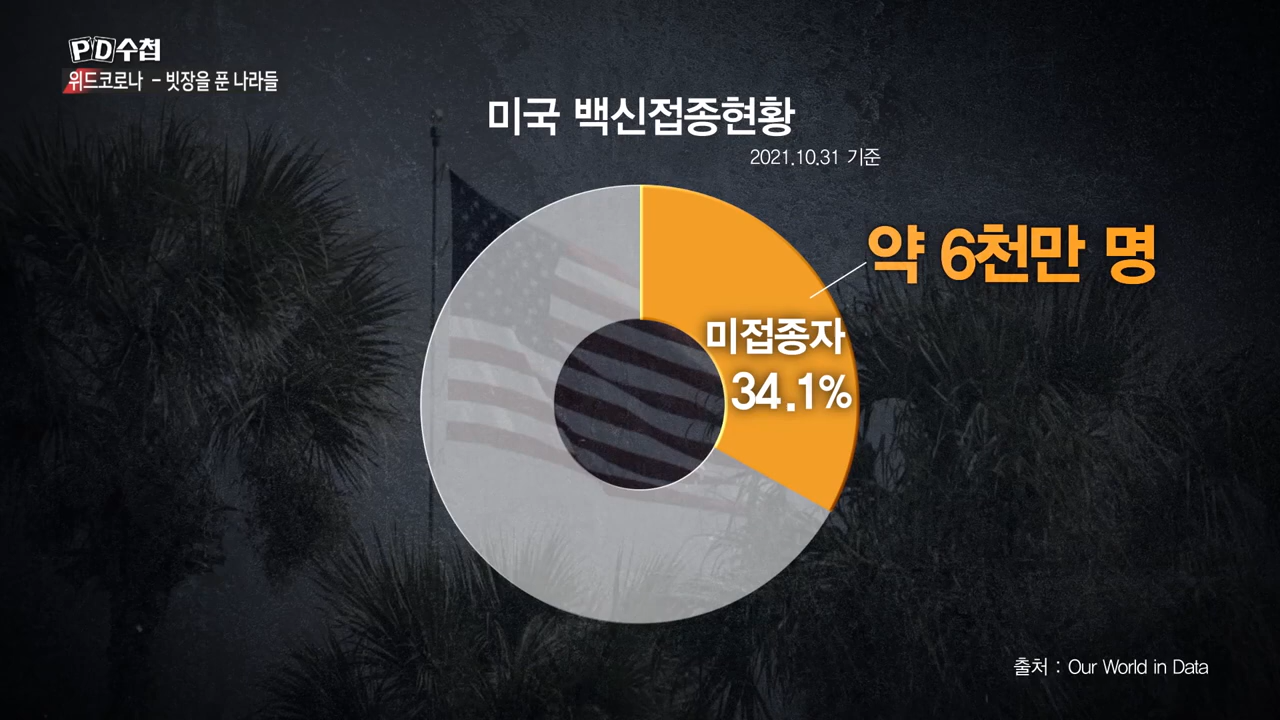 PD수첩
위드코로나 - 빗장을 푼 나라들
미국 백신접종현황
2021.10.31 기준
약 6천만 명
미접종자
34.1%
출처 : Our World in Data